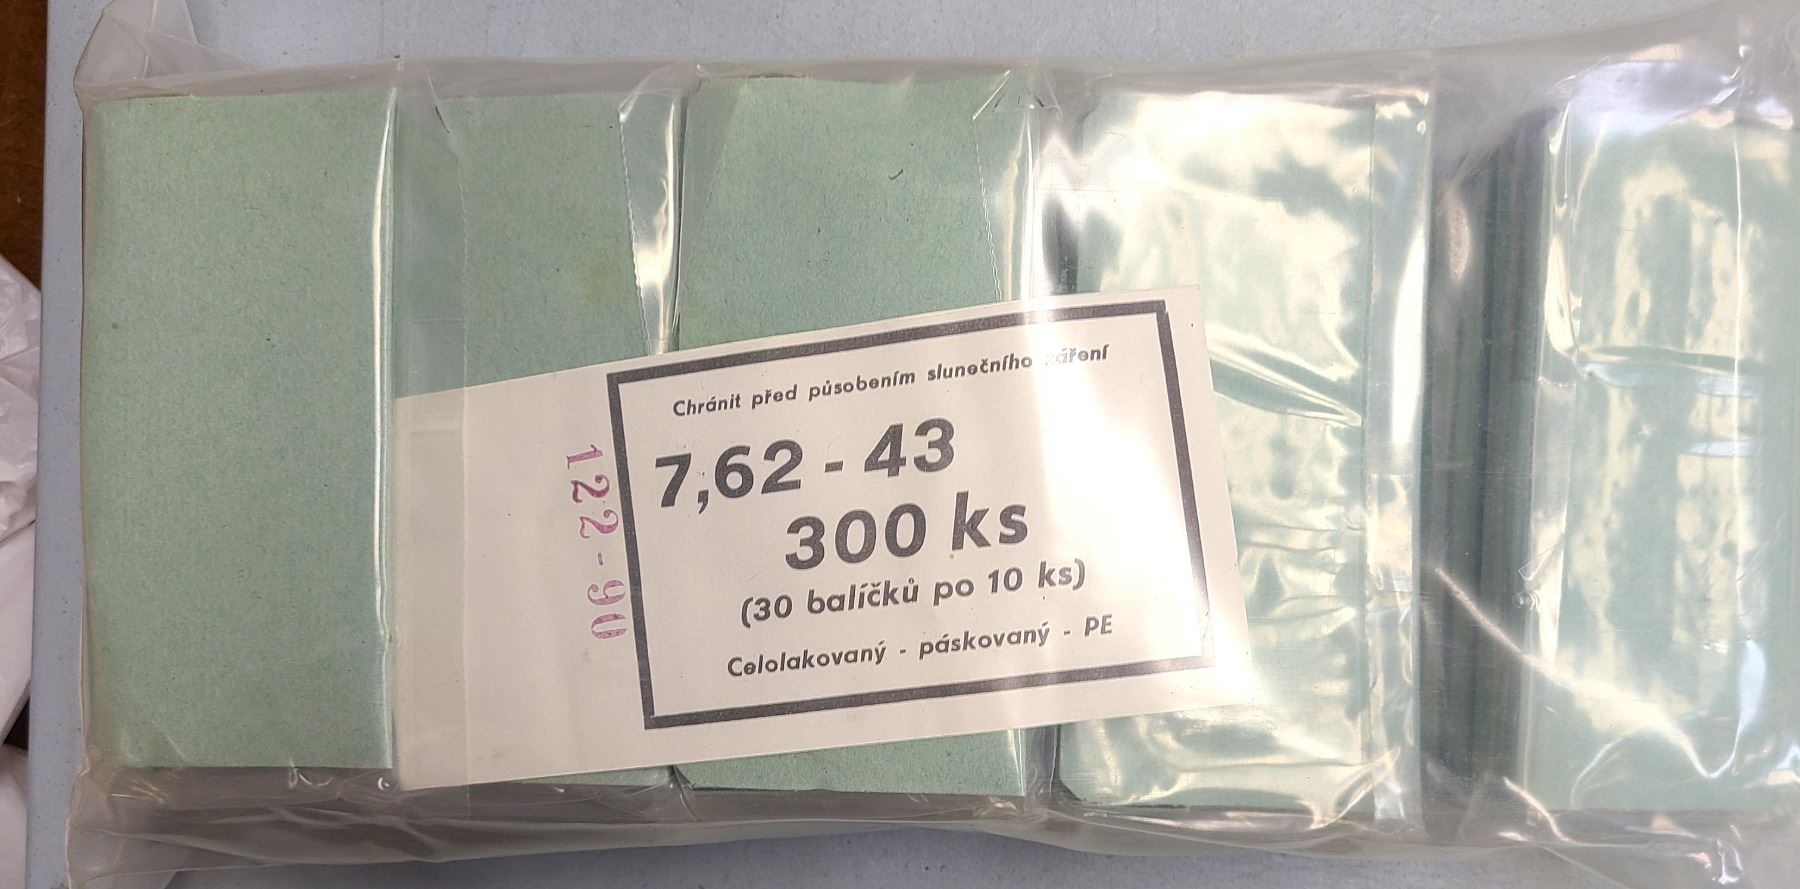 Chránit před působením slunečního záření
7,62 - 43
300 ks
(30 balíčků po 10 ks)
Celolakovaný - páskovaný - PE
122-90